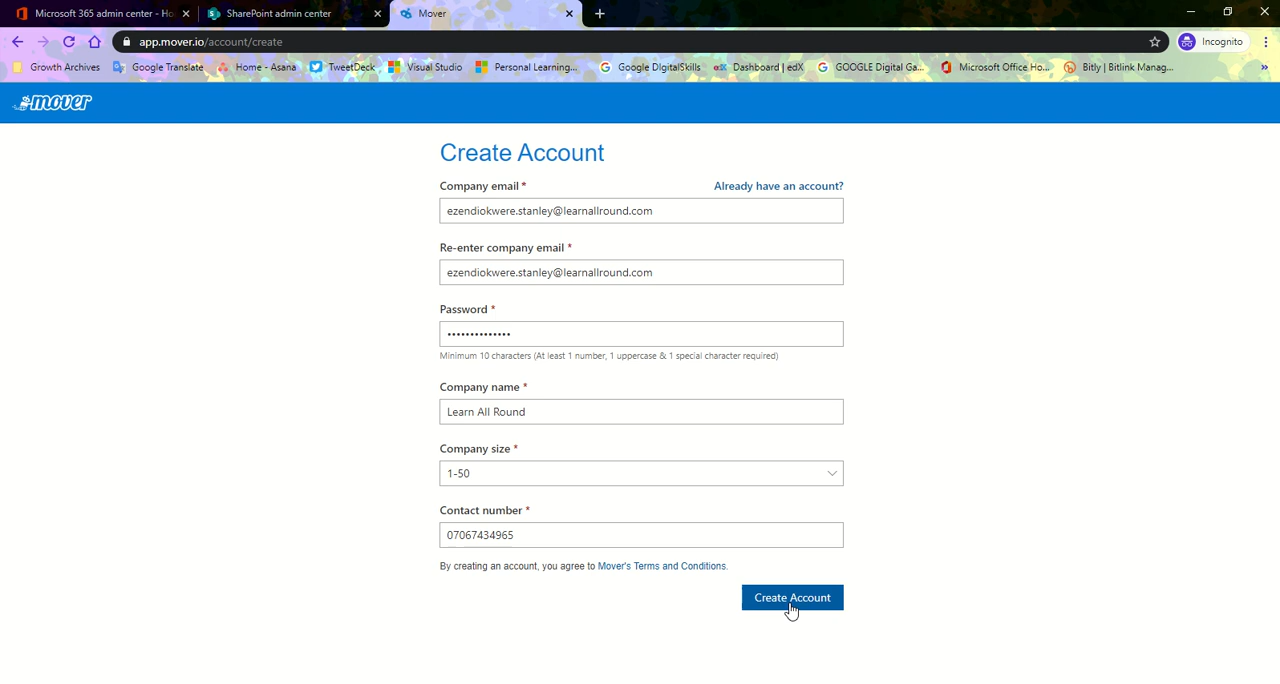 Microsoft 365 admin center - Ho
SharePoint admin center
Mover
app.mover.io/account/create
Incognito
Growth Archives
Google Translate
Home - Asana
TweetDeck
Visual Studio
Personal Learning...
Google DigitalSkills
Dashboard | edX
GOOGLE Digital Ga...
Microsoft Office Ho...
Bitly | Bitlink Manag...
»
mover
Create Account
Company email *
Already have an account?
ezendiokwere.stanley@learnallround.com
Re-enter company email *
ezendiokwere.stanley@learnallround.com
Password *
••••••••••••••
Minimum 10 characters (At least 1 number, 1 uppercase & 1 special character required)
Company name *
Learn All Round
Company size *
1-50
Contact number *
07067434965
By creating an account, you agree to Mover's Terms and Conditions.
Create Account